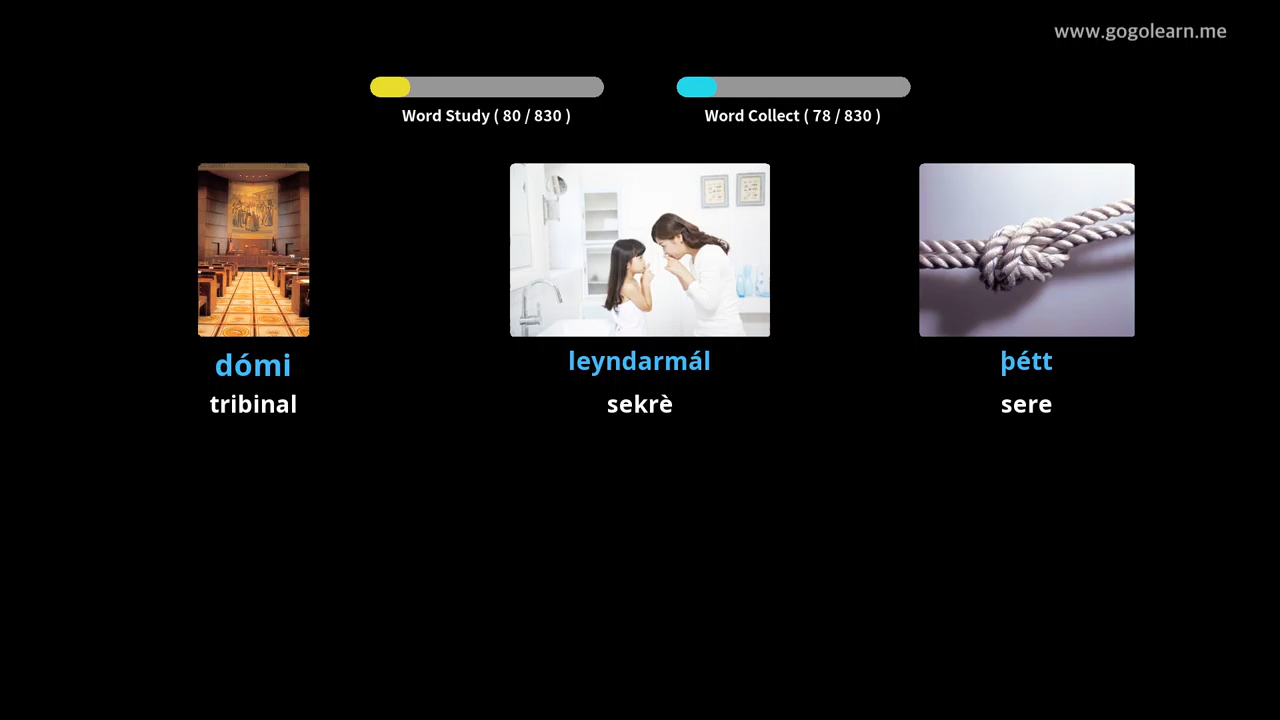 www.gogolearn.me
Word Study ( 80 / 830 )
Word Collect ( 78 / 830 )
dómi
leyndarmál
þétt
tribinal
sekrè
sere